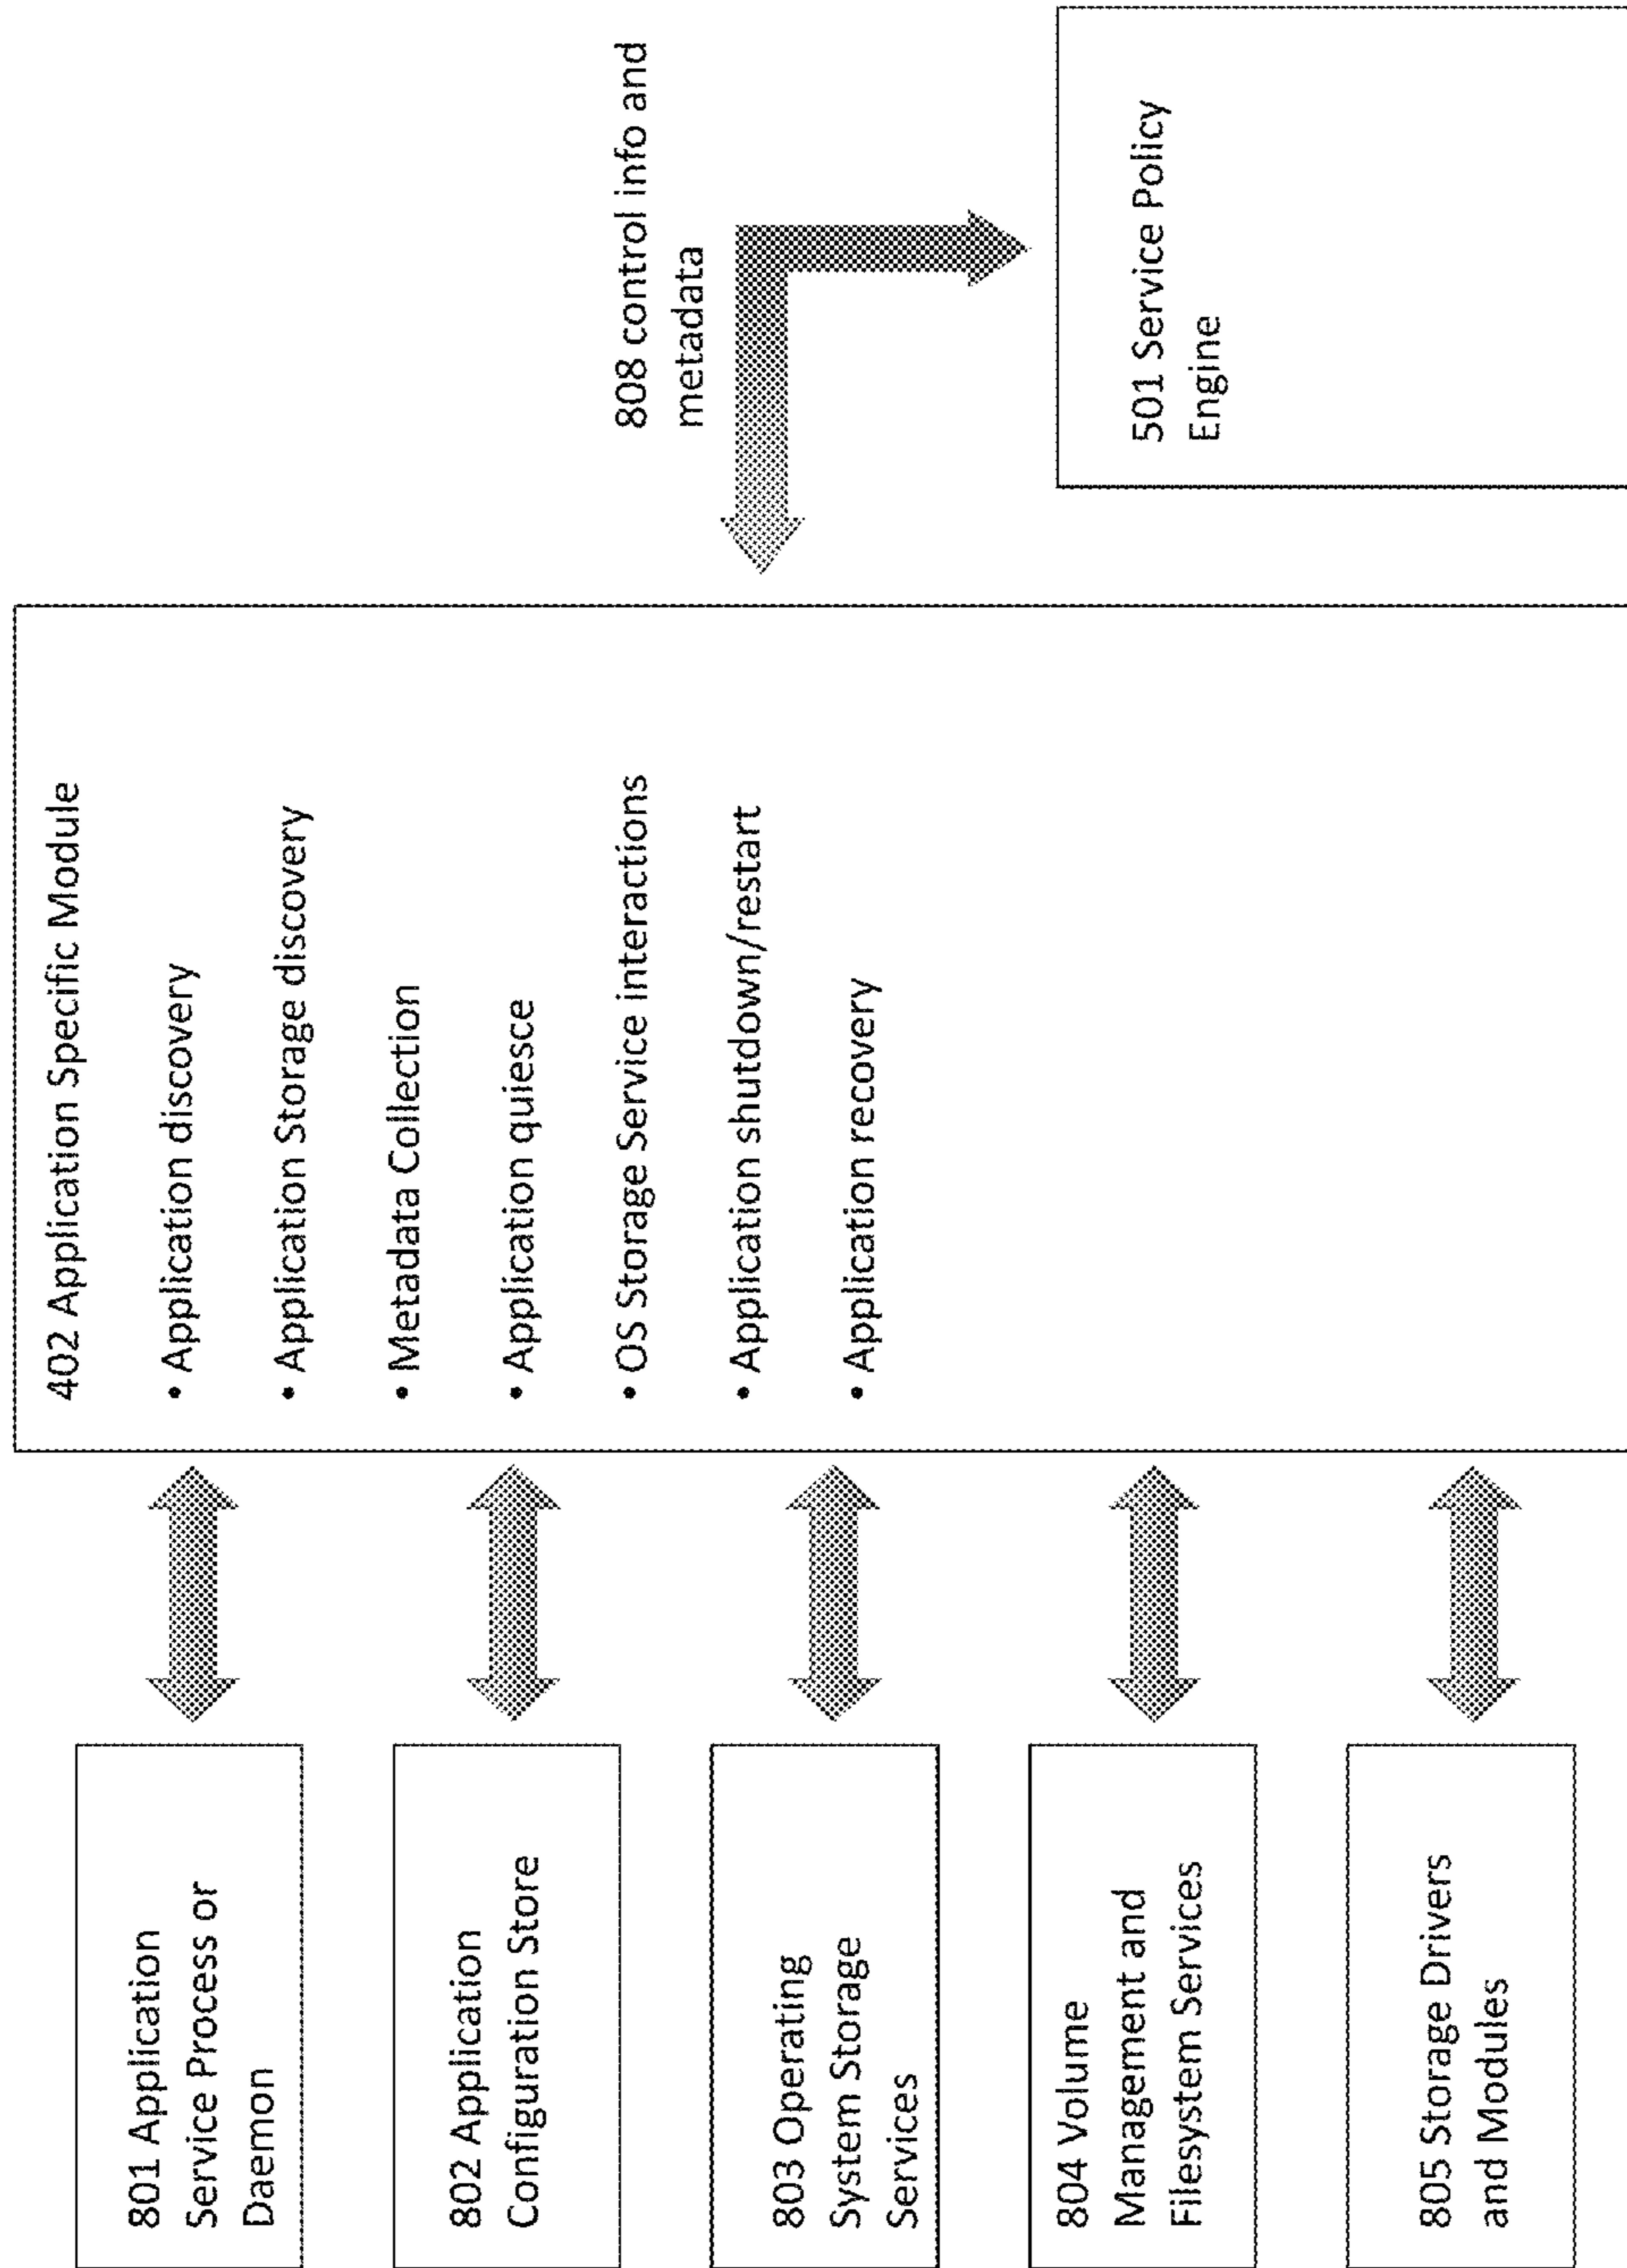 801 Application
Service Process or
Daemon
802 Application
Configuration Store
803 Operating
System Storage
Services
804 Volume
Management and
Filesystem Services
805 Storage Drivers
and Modules
402 Application Specific Module
• Application discovery
• Application Storage discovery
• Metadata Collection
• Application quiesce
• OS Storage Service interactions
• Application shutdown/restart
• Application recovery
808 control info and
metadata
501 Service Policy
Engine